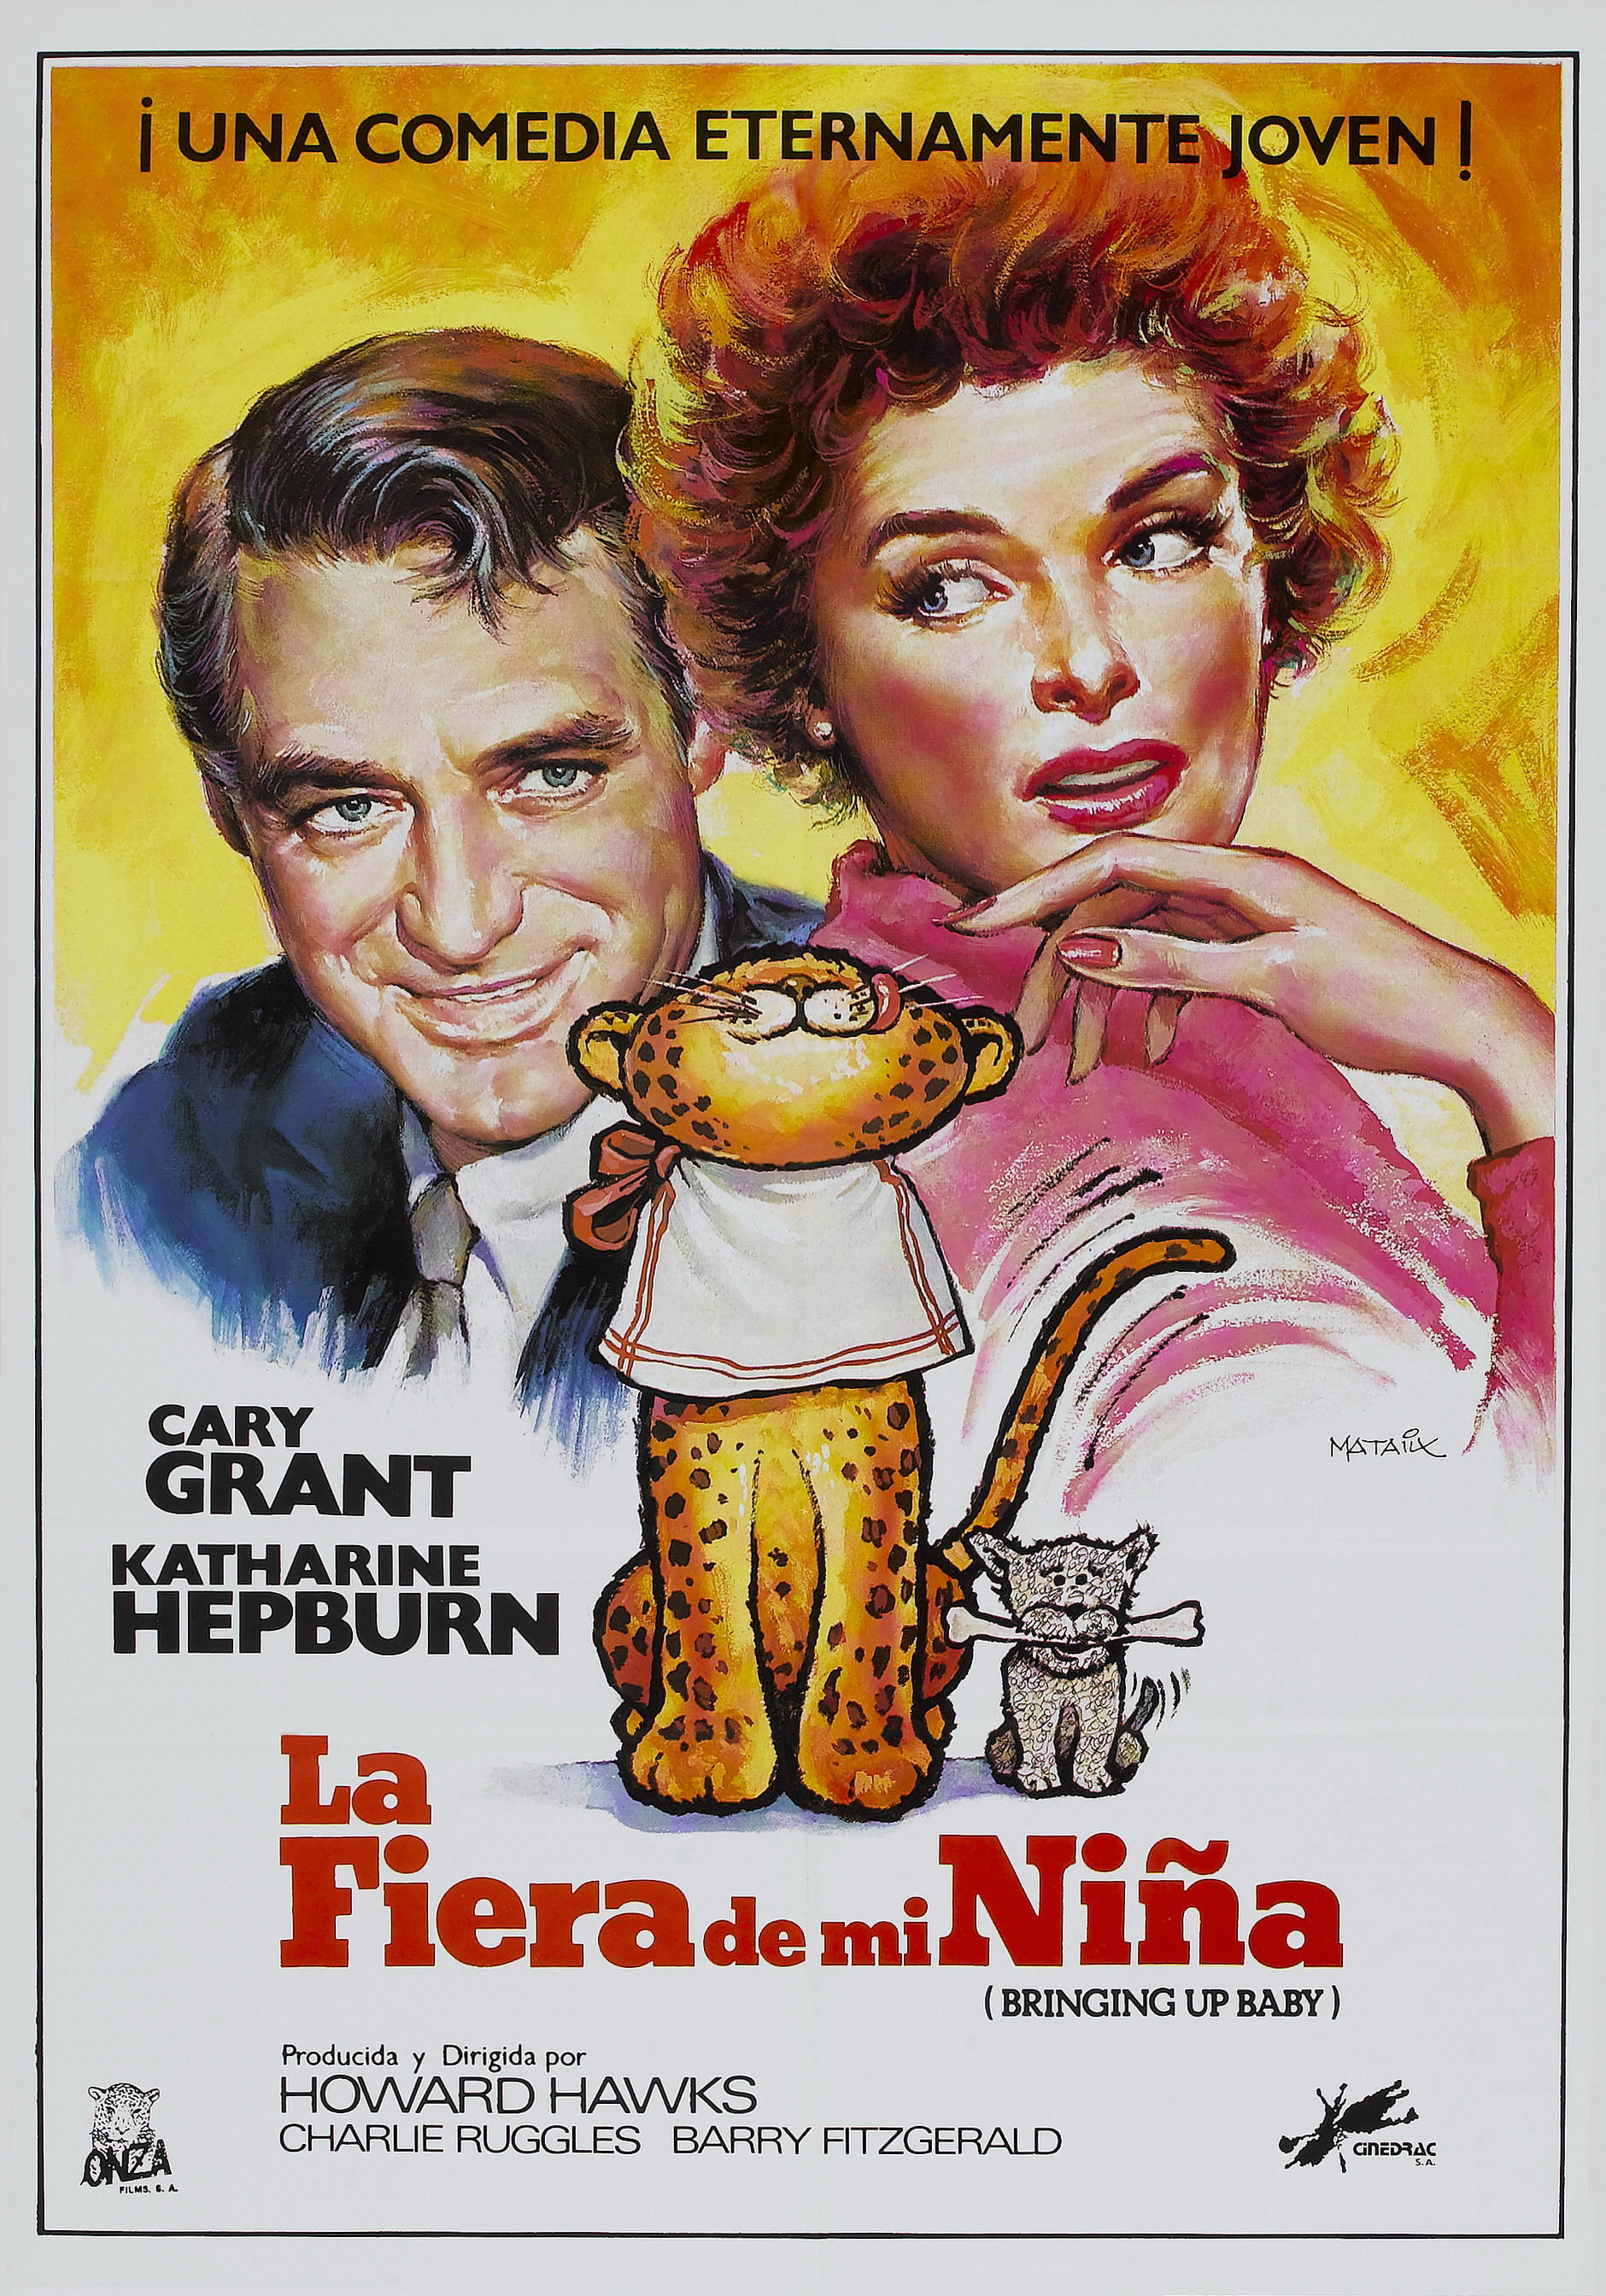 ¡UNA COMEDIA ETERNAMENTE JOVEN!
MATAIX
CARY
GRANT
KATHARINE
HEPBURN
La
Fiera de mi Niña
(BRINGING UP BABY)
Producida y Dirigida por
HOWARD HAWKS
CHARLIE RUGGLES BARRY FITZGERALD
ONZA
FILMS, S. A.
CINEDRAC
S.A.